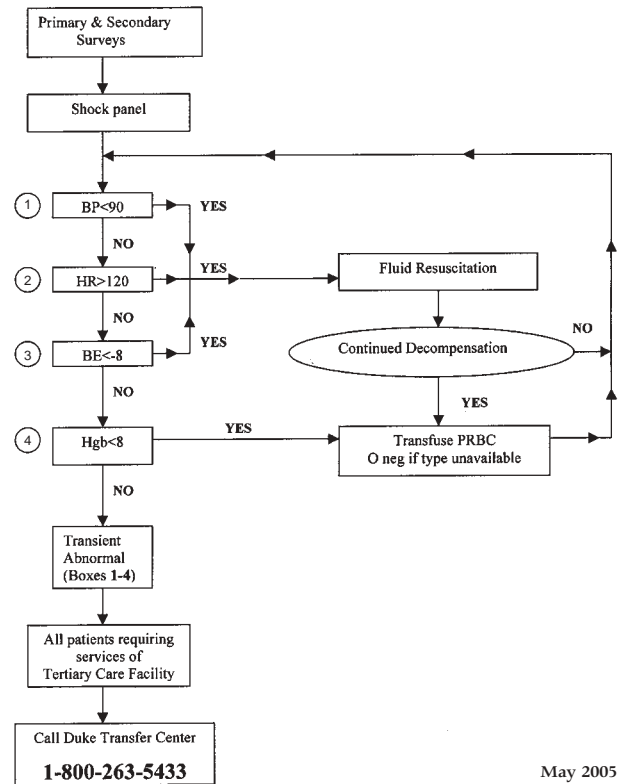 Primary & Secondary
Surveys
Shock panel
1
BP<90
YES
NO
2
HR>120
YES
Fluid Resuscitation
NO
3
BE<-8
YES
Continued Decompensation
NO
NO
YES
4
Hgb<8
YES
Transfuse PRBC
O neg if type unavailable
NO
Transient
Abnormal
(Boxes 1-4)
All patients requiring
services of
Tertiary Care Facility
Call Duke Transfer Center
1-800-263-5433
May 2005